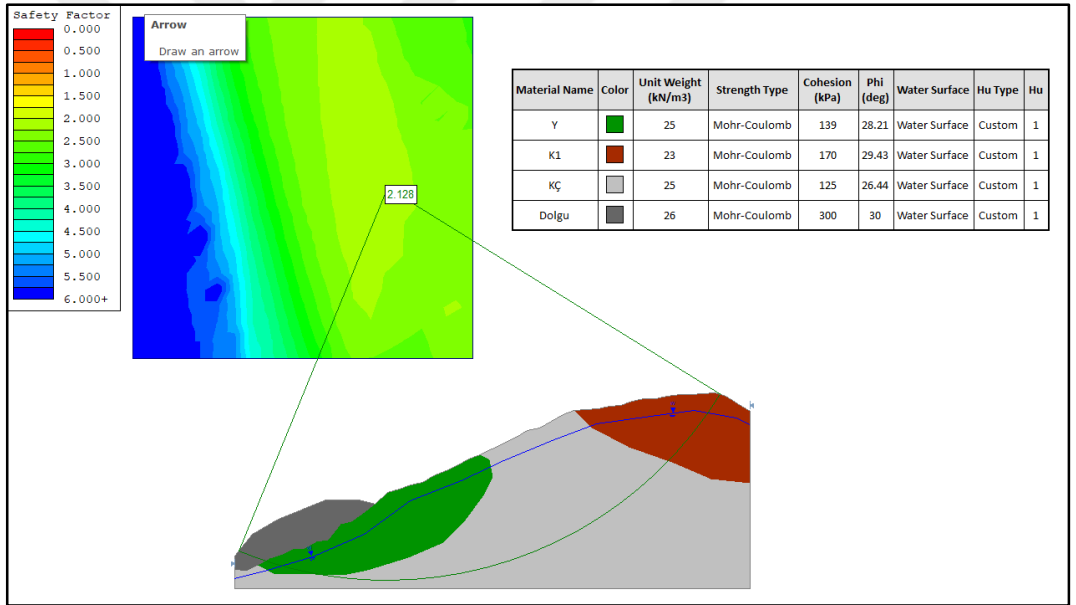 Safety Factor
0.000
0.500
1.000
1.500
2.000
2.500
3.000
3.500
4.000
4.500
5.000
5.500
6.000+
Arrow
Draw an arrow
2.128
Material Name Color Unit Weight (kN/m3) Strength Type Cohesion (kPa) Phi (deg) Water Surface Hu Type Hu
Y 25 Mohr-Coulomb 139 28.21 Water Surface Custom 1
K1 23 Mohr-Coulomb 170 29.43 Water Surface Custom 1
KÇ 25 Mohr-Coulomb 125 26.44 Water Surface Custom 1
Dolgu 26 Mohr-Coulomb 300 30 Water Surface Custom 1